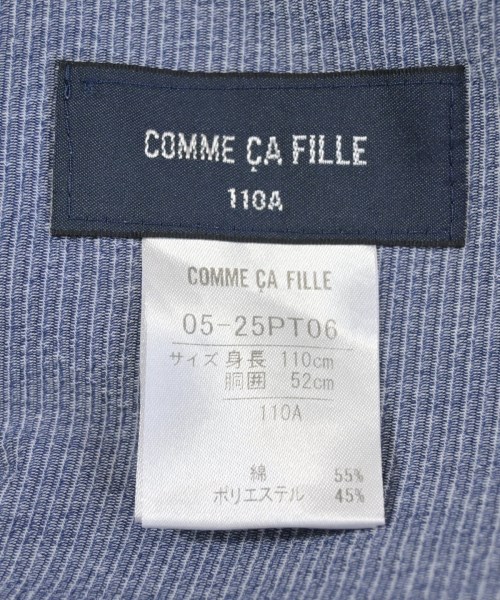 COMME ÇA FILLE
110A
COMME ÇA FILLE
05-25PT06
サイズ 身長 110cm
胴囲 52cm
110A
綿 55%
ポリエステル 45%